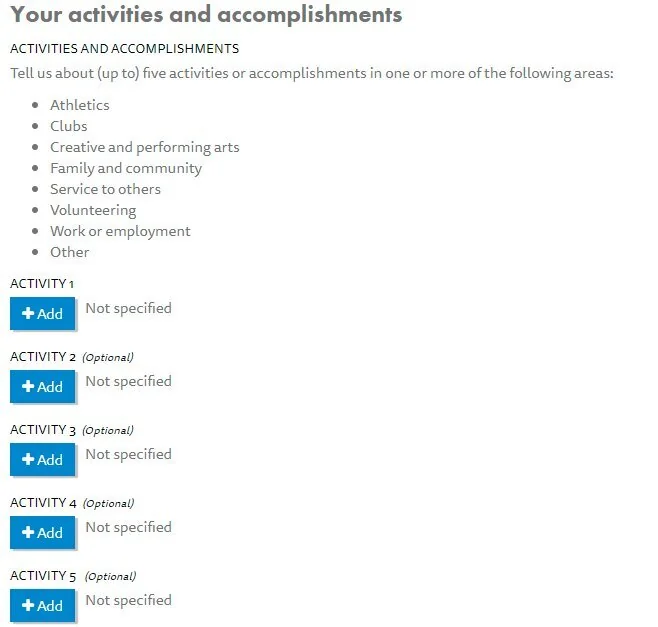 Your activities and accomplishments
ACTIVITIES AND ACCOMPLISHMENTS
Tell us about (up to) five activities or accomplishments in one or more of the following areas:
Athletics
Clubs
Creative and performing arts
Family and community
Service to others
Volunteering
Work or employment
Other
ACTIVITY 1
+ Add Not specified
ACTIVITY 2 (Optional)
+ Add Not specified
ACTIVITY 3 (Optional)
+ Add Not specified
ACTIVITY 4 (Optional)
+ Add Not specified
ACTIVITY 5 (Optional)
+ Add Not specified